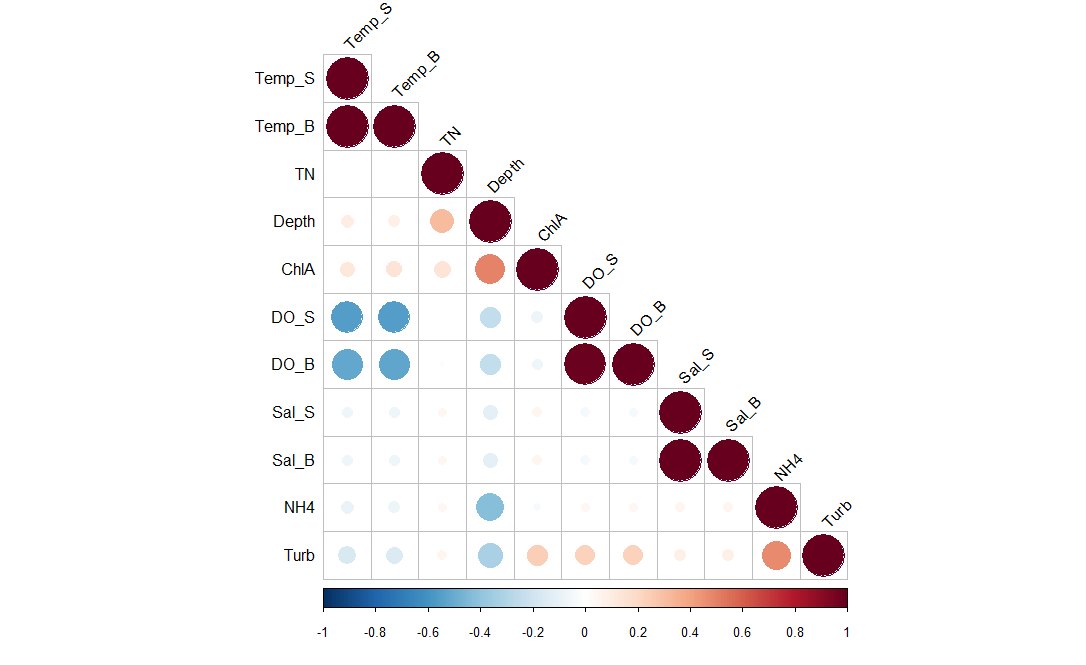 Temp_S
Temp_S
Temp_B
Temp_B
TN
TN
Depth
Depth
ChlA
ChlA
DO_S
DO_S
DO_B
DO_B
Sal_S
Sal_S
Sal_B
Sal_B
NH4
NH4
Turb
Turb
-1 -0.8 -0.6 -0.4 -0.2 0 0.2 0.4 0.6 0.8 1